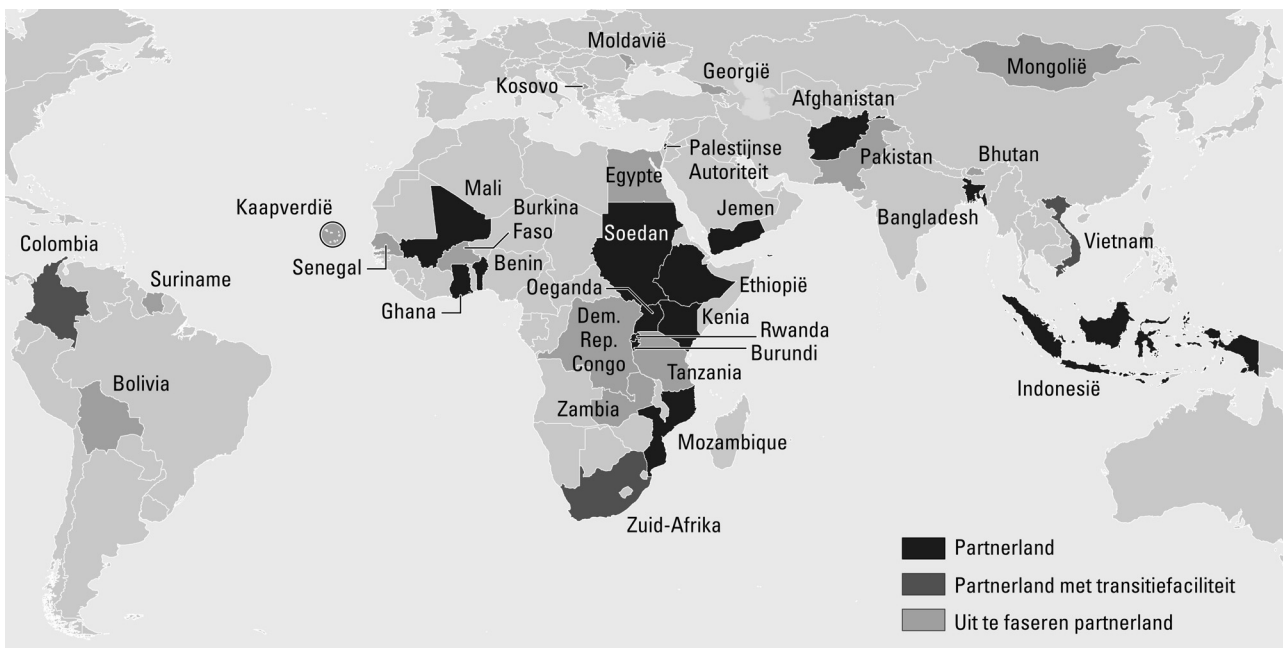 Moldavië
Georgië
Mongolië
Kosovo
Afghanistan
Palestijnse
Autoriteit
Pakistan
Bhutan
Egypte
Mali
Kaapverdië
Burkina
Faso
Jemen
Bangladesh
Colombia
Soedan
Vietnam
Senegal
Benin
Suriname
Oeganda
Ethiopië
Ghana
Dem.
Rep.
Congo
Kenia
Rwanda
Burundi
Bolivia
Tanzania
Indonesië
Zambia
Mozambique
Zuid-Afrika
Partnerland
Partnerland met transitiefaciliteit
Uit te faseren partnerland